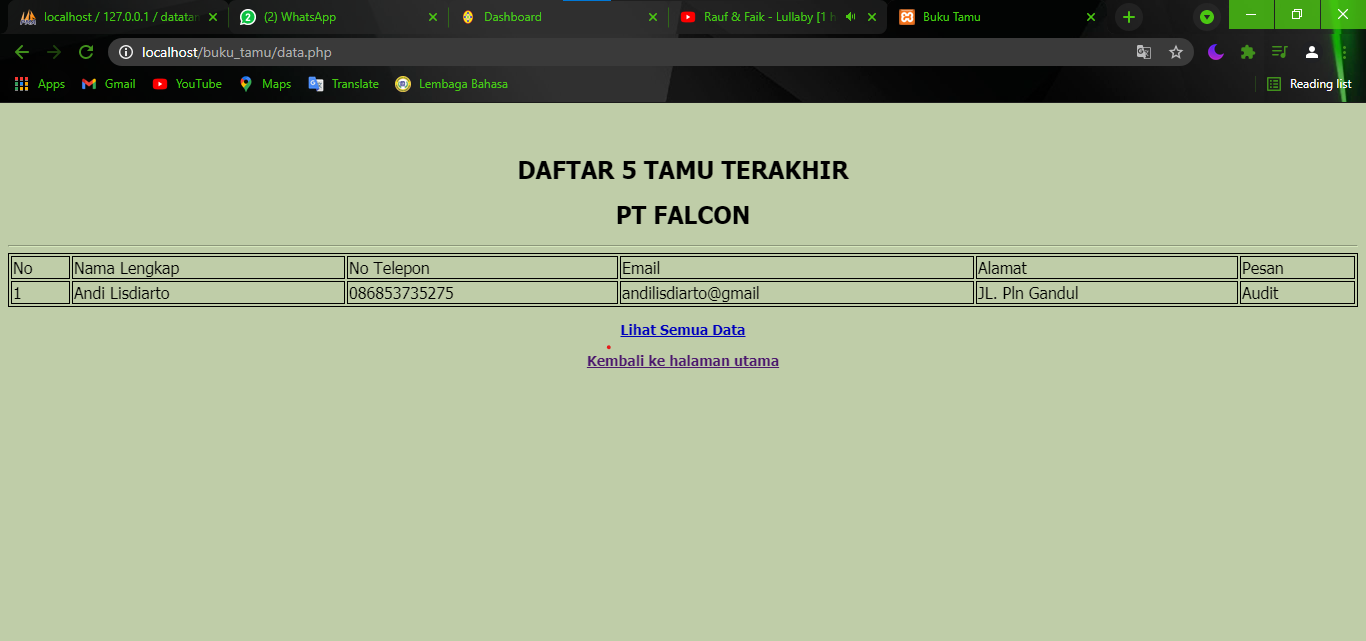 localhost / 127.0.0.1 / datatan
(2) WhatsApp
Dashboard
Rauf & Faik - Lullaby [1 h
Buku Tamu
localhost/buku_tamu/data.php
Apps
Gmail
YouTube
Maps
Translate
Lembaga Bahasa
Reading list
DAFTAR 5 TAMU TERAKHIR
PT FALCON
No Nama Lengkap No Telepon Email Alamat Pesan
1 Andi Lisdiarto 086853735275 andilisdiarto@gmail JL. Pln Gandul Audit
Lihat Semua Data
Kembali ke halaman utama